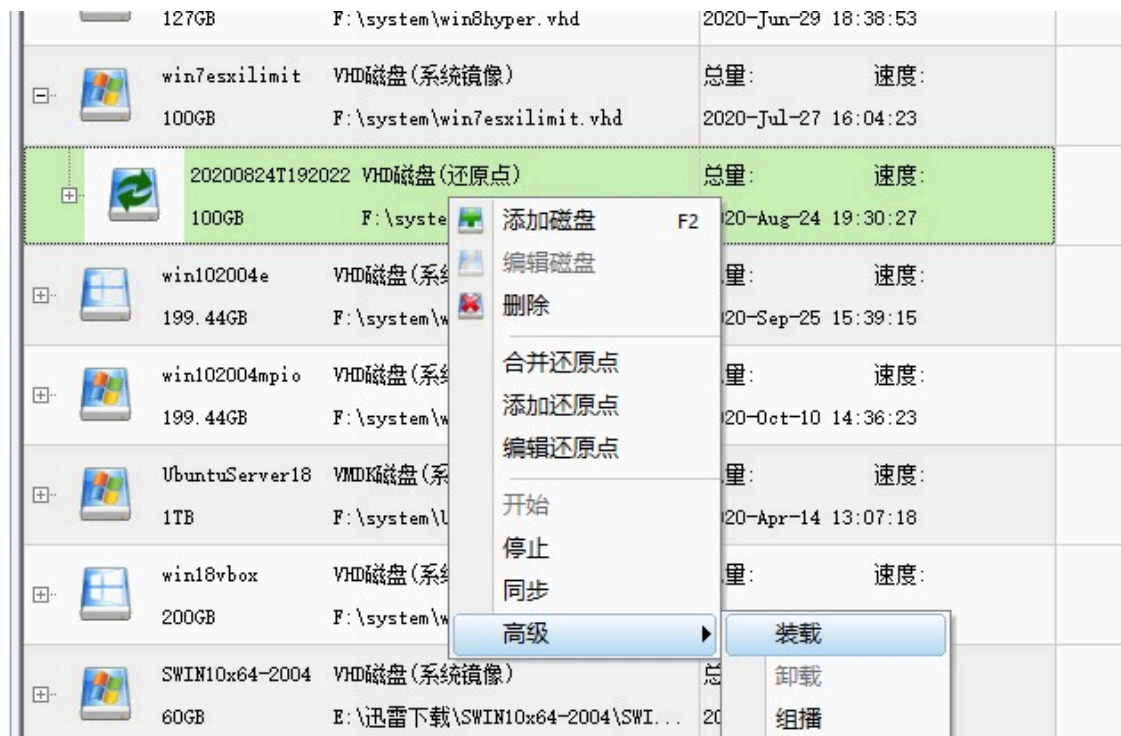 127GB F:\system\win8hyper.vhd 2020-Jun-29 18:38:53
win7esxilimit VHD磁盘(系统镜像) 总量: 速度:
100GB F:\system\win7esxilimit.vhd 2020-Jul-27 16:04:23
20200824T192022 VHD磁盘(还原点) 总量: 速度:
100GB F:\syste 020-Aug-24 19:30:27
添加磁盘 F2
编辑磁盘
删除
合并还原点
添加还原点
编辑还原点
开始
停止
同步
高级
装载
卸载
组播
win102004e VHD磁盘(系 量: 速度:
199.44GB F:\system\w 020-Sep-25 15:39:15
win102004mpio VHD磁盘(系 量: 速度:
199.44GB F:\system\w 020-Oct-10 14:36:23
UbuntuServer18 VMDK磁盘(系 量: 速度:
1TB F:\system\U 020-Apr-14 13:07:18
win18vbox VHD磁盘(系 量: 速度:
200GB F:\system\w
SWIN10x64-2004 VHD磁盘(系统镜像) 总
60GB E:\迅雷下载\SWIN10x64-2004\SWI... 20